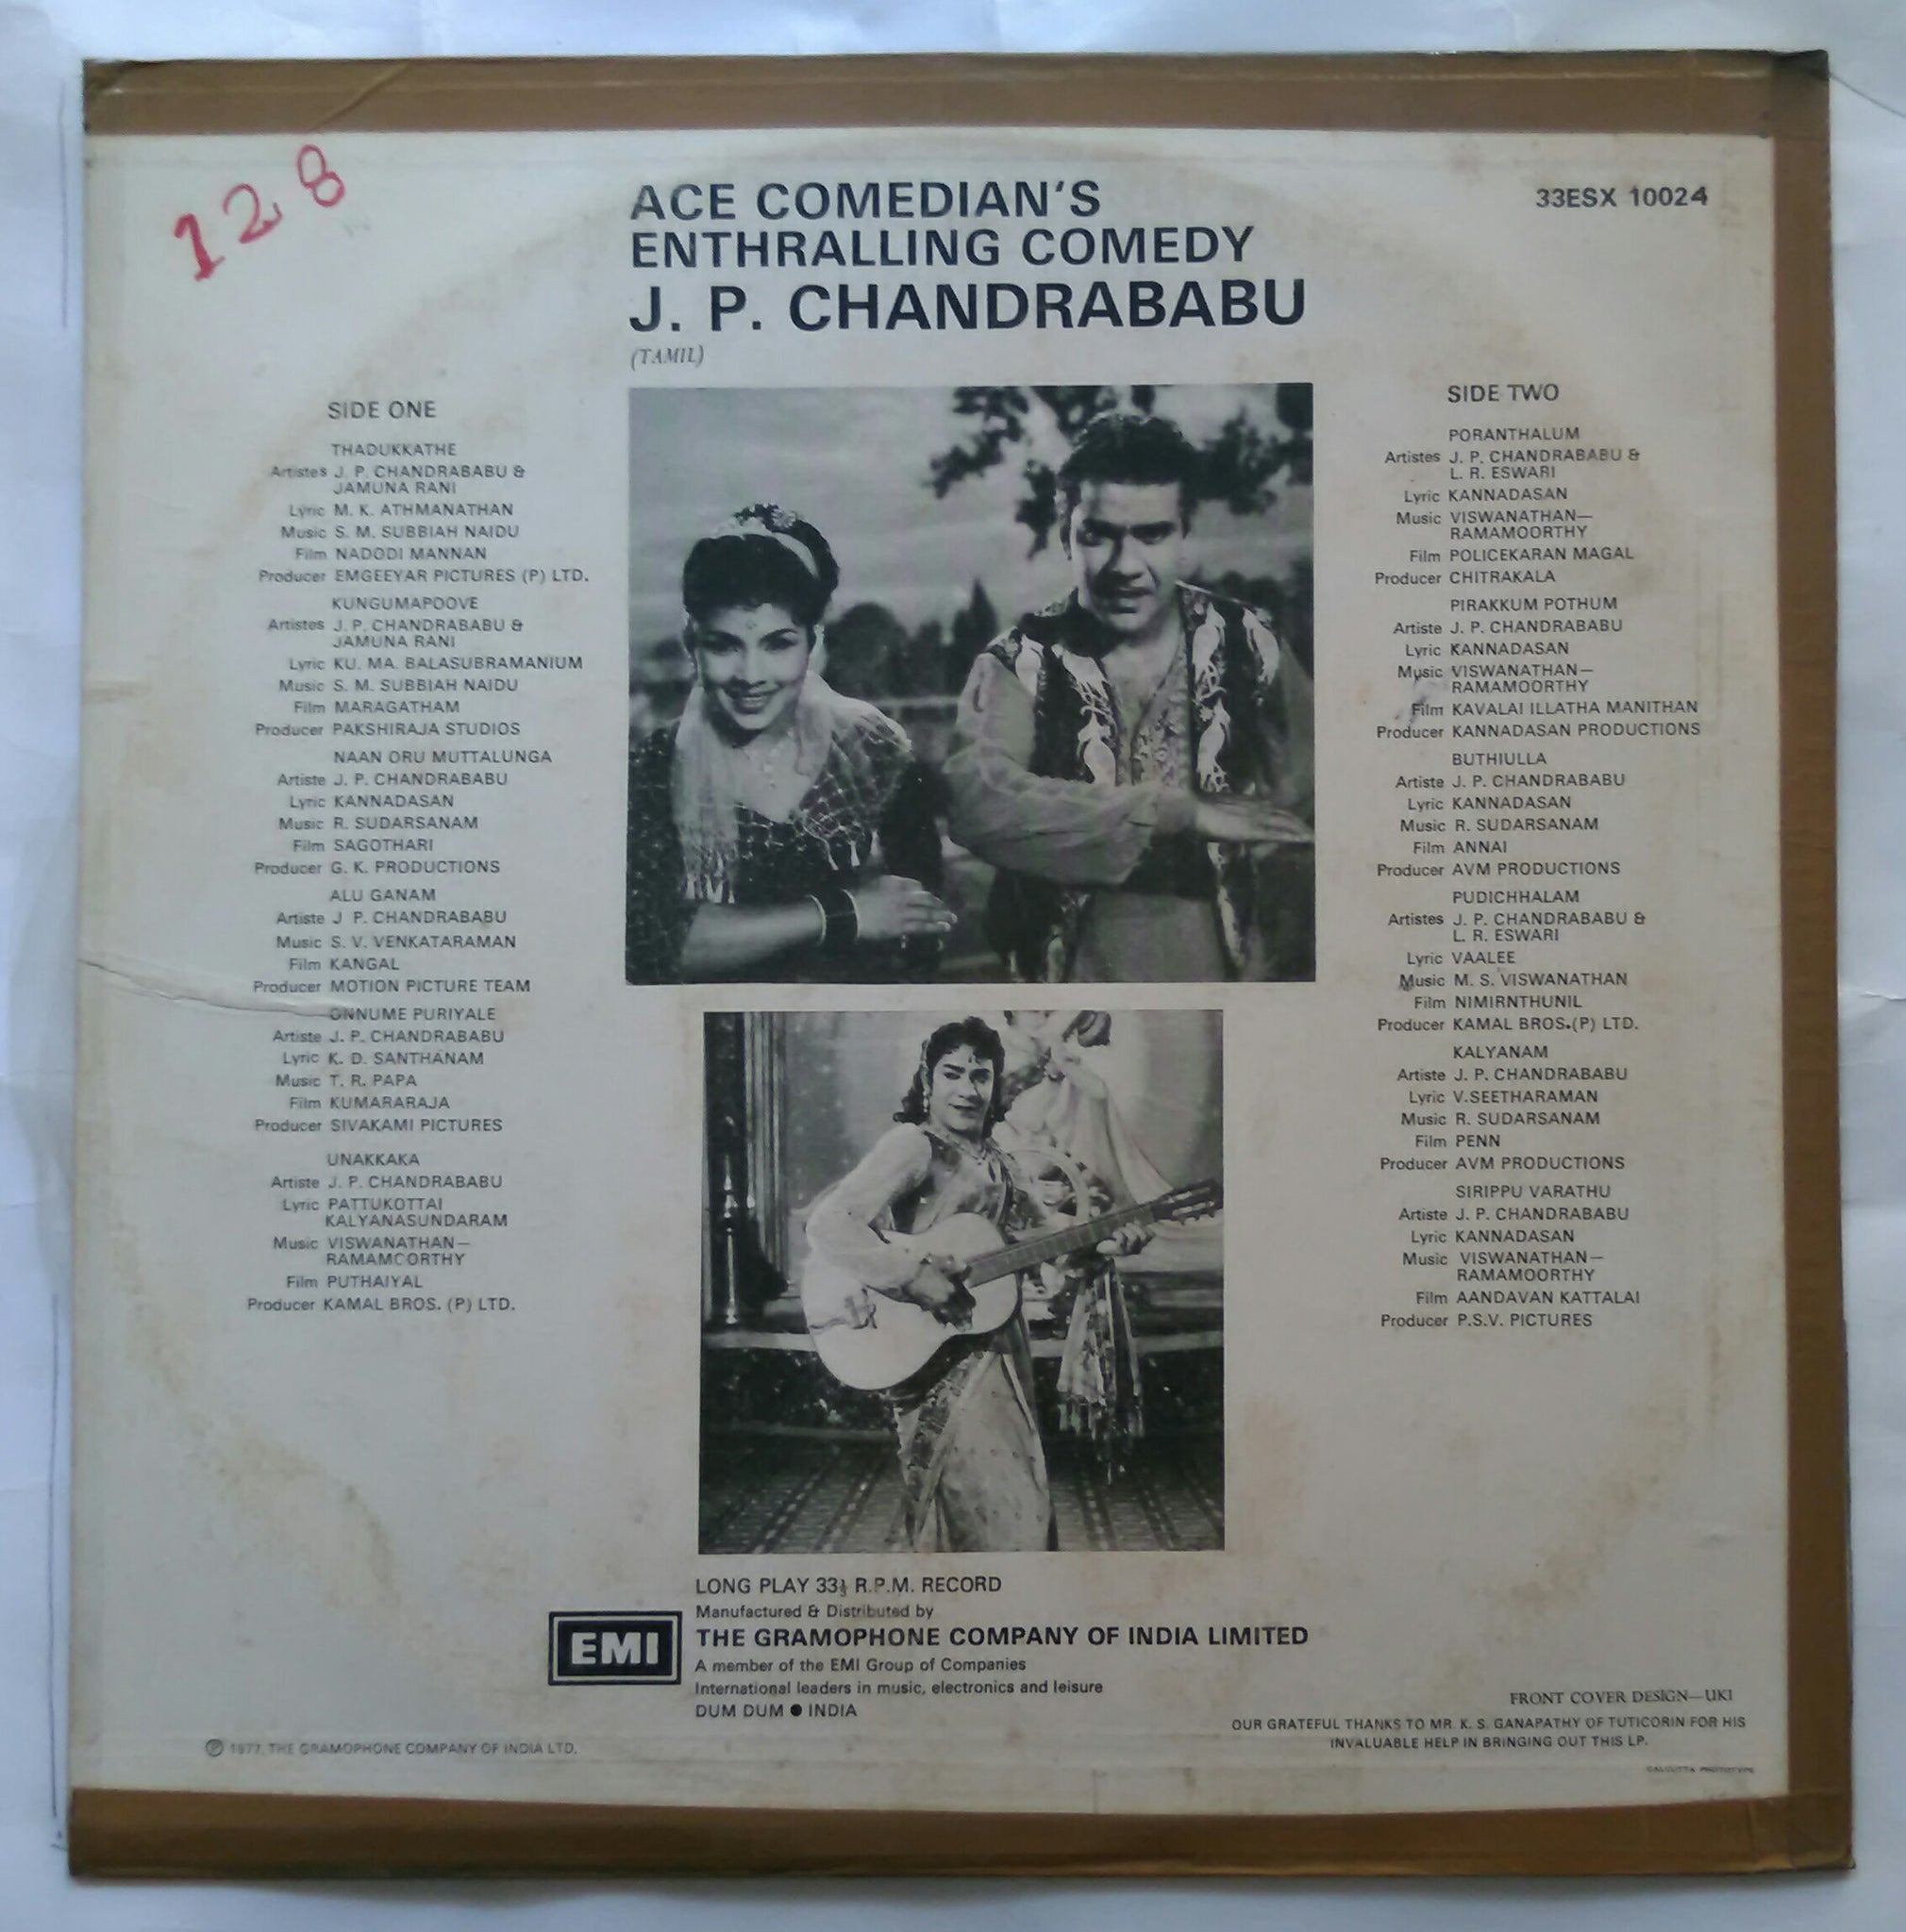 128
ACE COMEDIAN'S
ENTHRALLING COMEDY
J. P. CHANDRABABU
(TAMIL)
33ESX 10024
SIDE ONE
THADUKKATHE
Artistes J. P. CHANDRABABU &
JAMUNA RANI
Lyric M. K. ATHMANATHAN
Music S. M. SUBBIAH NAIDU
Film NADODI MANNAN
Producer EMGEEYAR PICTURES (P) LTD.
KUNGUMAPOOVE
Artistes J. P. CHANDRABABU &
JAMUNA RANI
Lyric KU. MA. BALASUBRAMANIUM
Music S. M. SUBBIAH NAIDU
Film MARAGATHAM
Producer PAKSHIRAJA STUDIOS
NAAN ORU MUTTALUNGA
Artiste J. P. CHANDRABABU
Lyric KANNADASAN
Music R. SUDARSANAM
Film SAGOTHARI
Producer G. K. PRODUCTIONS
ALU GANAM
Artiste J P. CHANDRABABU
Music S. V. VENKATARAMAN
Film KANGAL
Producer MOTION PICTURE TEAM
ONNUME PURIYALE
Artiste J. P. CHANDRABABU
Lyric K. D. SANTHANAM
Music T. R. PAPA
Film KUMARARAJA
Producer SIVAKAMI PICTURES
UNAKKAKA
Artiste J. P. CHANDRABABU
Lyric PATTUKOTTAI
KALYANASUNDARAM
Music VISWANATHAN—
RAMAMOORTHY
Film PUTHAIYAL
Producer KAMAL BROS. (P) LTD.
SIDE TWO
PORANTHALUM
Artistes J. P. CHANDRABABU &
L. R. ESWARI
Lyric KANNADASAN
Music VISWANATHAN—
RAMAMOORTHY
Film POLICEKARAN MAGAL
Producer CHITRAKALA
PIRAKKUM POTHUM
Artiste J. P. CHANDRABABU
Lyric KANNADASAN
Music VISWANATHAN—
RAMAMOORTHY
Film KAVALAI ILLATHA MANITHAN
Producer KANNADASAN PRODUCTIONS
BUTHIULLA
Artiste J. P. CHANDRABABU
Lyric KANNADASAN
Music R. SUDARSANAM
Film ANNAI
Producer AVM PRODUCTIONS
PUDICHHALAM
Artistes J. P. CHANDRABABU &
L. R. ESWARI
Lyric VAALEE
Music M. S. VISWANATHAN
Film NIMIRNTHUNIL
Producer KAMAL BROS.(P) LTD.
KALYANAM
Artiste J. P. CHANDRABABU
Lyric V.SEETHARAMAN
Music R. SUDARSANAM
Film PENN
Producer AVM PRODUCTIONS
SIRIPPU VARATHU
Artiste J. P. CHANDRABABU
Lyric KANNADASAN
Music VISWANATHAN—
RAMAMOORTHY
Film AANDAVAN KATTALAI
Producer P.S.V. PICTURES
EMI
LONG PLAY 33⅓ R.P.M. RECORD
Manufactured & Distributed by
THE GRAMOPHONE COMPANY OF INDIA LIMITED
A member of the EMI Group of Companies
International leaders in music, electronics and leisure
DUM DUM ● INDIA
℗ 1977, THE GRAMOPHONE COMPANY OF INDIA LTD.
FRONT COVER DESIGN—UKI
OUR GRATEFUL THANKS TO MR. K. S. GANAPATHY OF TUTICORIN FOR HIS
INVALUABLE HELP IN BRINGING OUT THIS LP.
CALCUTTA PHOTOTYPE